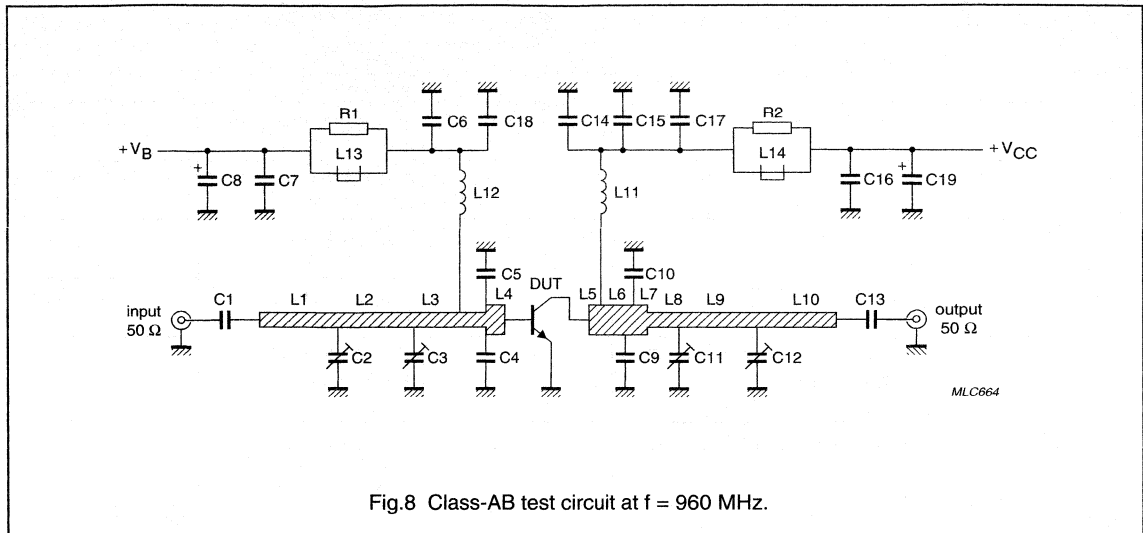 C6
C18
C14
C15
C17
R1
R2
L13
L14
+VB
+VCC
+
C8
C7
L12
L11
C16
+
C19
C5
DUT
C10
input
50 Ω
C1
L1
L2
L3
L4
L5
L6
L7
L8
L9
L10
C13
output
50 Ω
C2
C3
C4
C9
C11
C12
MLC664
Fig.8 Class-AB test circuit at f = 960 MHz.